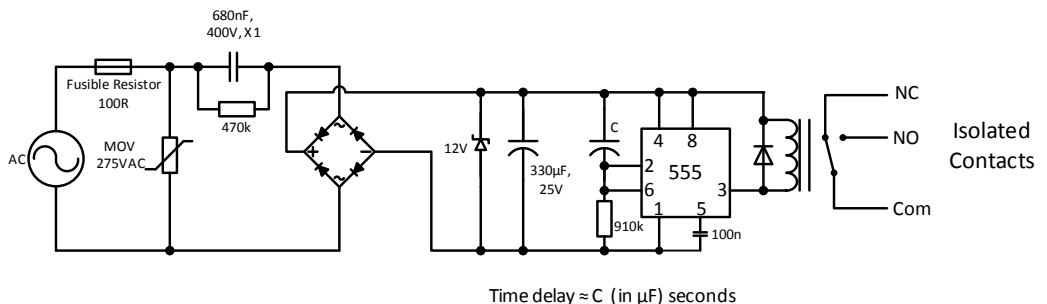 680nF,
400V, X1
Fusible Resistor
100R
470k
AC
MOV
275VAC
~
+
-
~
12V
330µF,
25V
C
910k
4
8
2
6
555
3
1
5
100n
NC
NO
Com
Isolated
Contacts
Time delay ≈ C (in µF) seconds